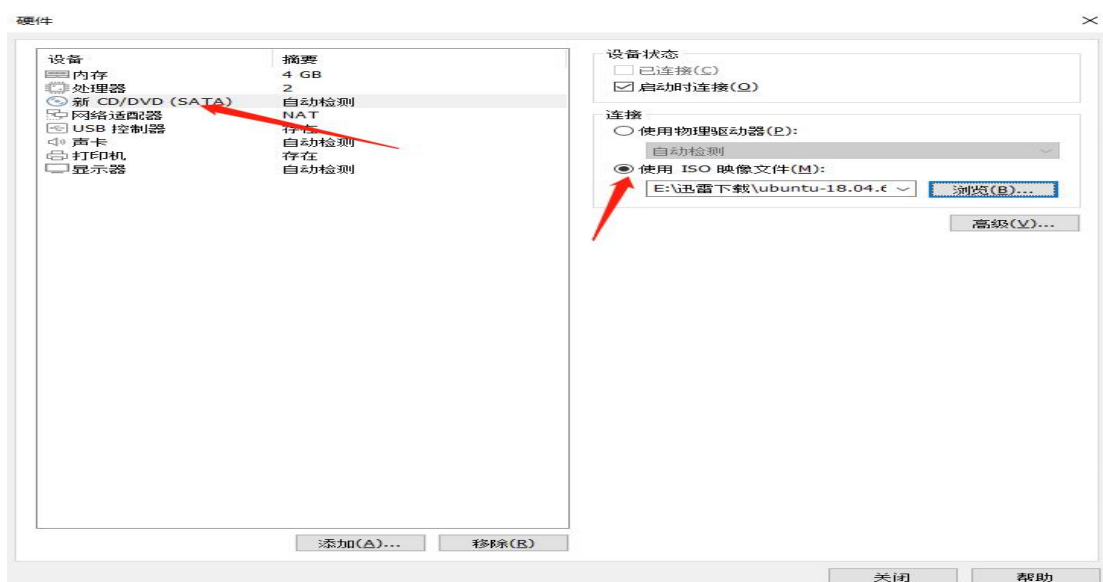 硬件
设备 摘要
内存 4 GB
处理器 2
新 CD/DVD (SATA) 自动检测
网络适配器 NAT
USB 控制器 存在
声卡 自动检测
打印机 存在
显示器 自动检测
添加(A)... 移除(R)
设备状态
已连接(C)
启动时连接(O)
连接
使用物理驱动器(P):
自动检测
使用 ISO 映像文件(M):
E:\迅雷下载\ubuntu-18.04.6 浏览(B)...
高级(V)...
关闭 帮助